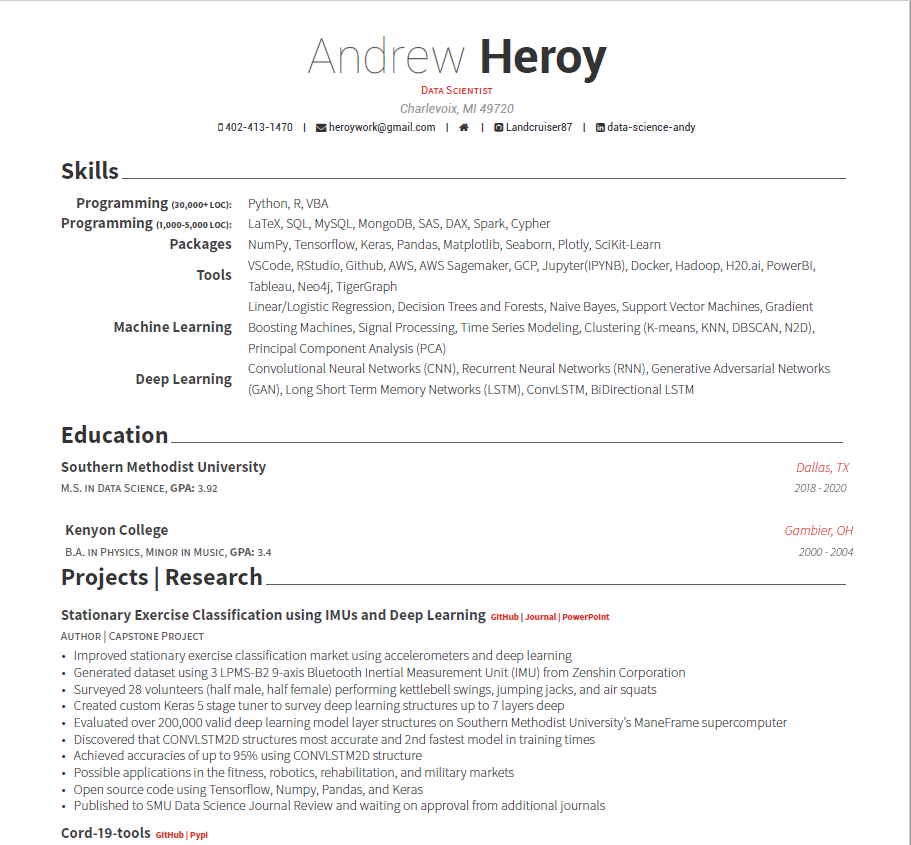 Andrew Heroy
Data Scientist
Charlevoix, MI 49720
402-413-1470 | heroywork@gmail.com | | Landcruiser87 | data-science-andy
Skills
Programming (30,000+ LOC): Python, R, VBA
Programming (1,000-5,000 LOC): LaTeX, SQL, MySQL, MongoDB, SAS, DAX, Spark, Cypher
Packages NumPy, Tensorflow, Keras, Pandas, Matplotlib, Seaborn, Plotly, SciKit-Learn
Tools VSCode, RStudio, Github, AWS, AWS Sagemaker, GCP, Jupyter(IPYNB), Docker, Hadoop, H20.ai, PowerBI,
Tableau, Neo4j, TigerGraph
Machine Learning Linear/Logistic Regression, Decision Trees and Forests, Naive Bayes, Support Vector Machines, Gradient
Boosting Machines, Signal Processing, Time Series Modeling, Clustering (K-means, KNN, DBSCAN, N2D),
Principal Component Analysis (PCA)
Deep Learning Convolutional Neural Networks (CNN), Recurrent Neural Networks (RNN), Generative Adversarial Networks
(GAN), Long Short Term Memory Networks (LSTM), ConvLSTM, BiDirectional LSTM
Education
Southern Methodist University Dallas, TX
M.S. in Data Science, GPA: 3.92 2018 - 2020
Kenyon College Gambier, OH
B.A. in Physics, Minor in Music, GPA: 3.4 2000 - 2004
Projects | Research
Stationary Exercise Classification using IMUs and Deep Learning GitHub | Journal | PowerPoint
Author | Capstone Project
• Improved stationary exercise classification market using accelerometers and deep learning
• Generated dataset using 3 LPMS-B2 9-axis Bluetooth Inertial Measurement Unit (IMU) from Zenshin Corporation
• Surveyed 28 volunteers (half male, half female) performing kettlebell swings, jumping jacks, and air squats
• Created custom Keras 5 stage tuner to survey deep learning structures up to 7 layers deep
• Evaluated over 200,000 valid deep learning model layer structures on Southern Methodist University's ManeFrame supercomputer
• Discovered that CONVLSTM2D structures most accurate and 2nd fastest model in training times
• Achieved accuracies of up to 95% using CONVLSTM2D structure
• Possible applications in the fitness, robotics, rehabilitation, and military markets
• Open source code using Tensorflow, Numpy, Pandas, and Keras
• Published to SMU Data Science Journal Review and waiting on approval from additional journals
Cord-19-tools GitHub | Pypi